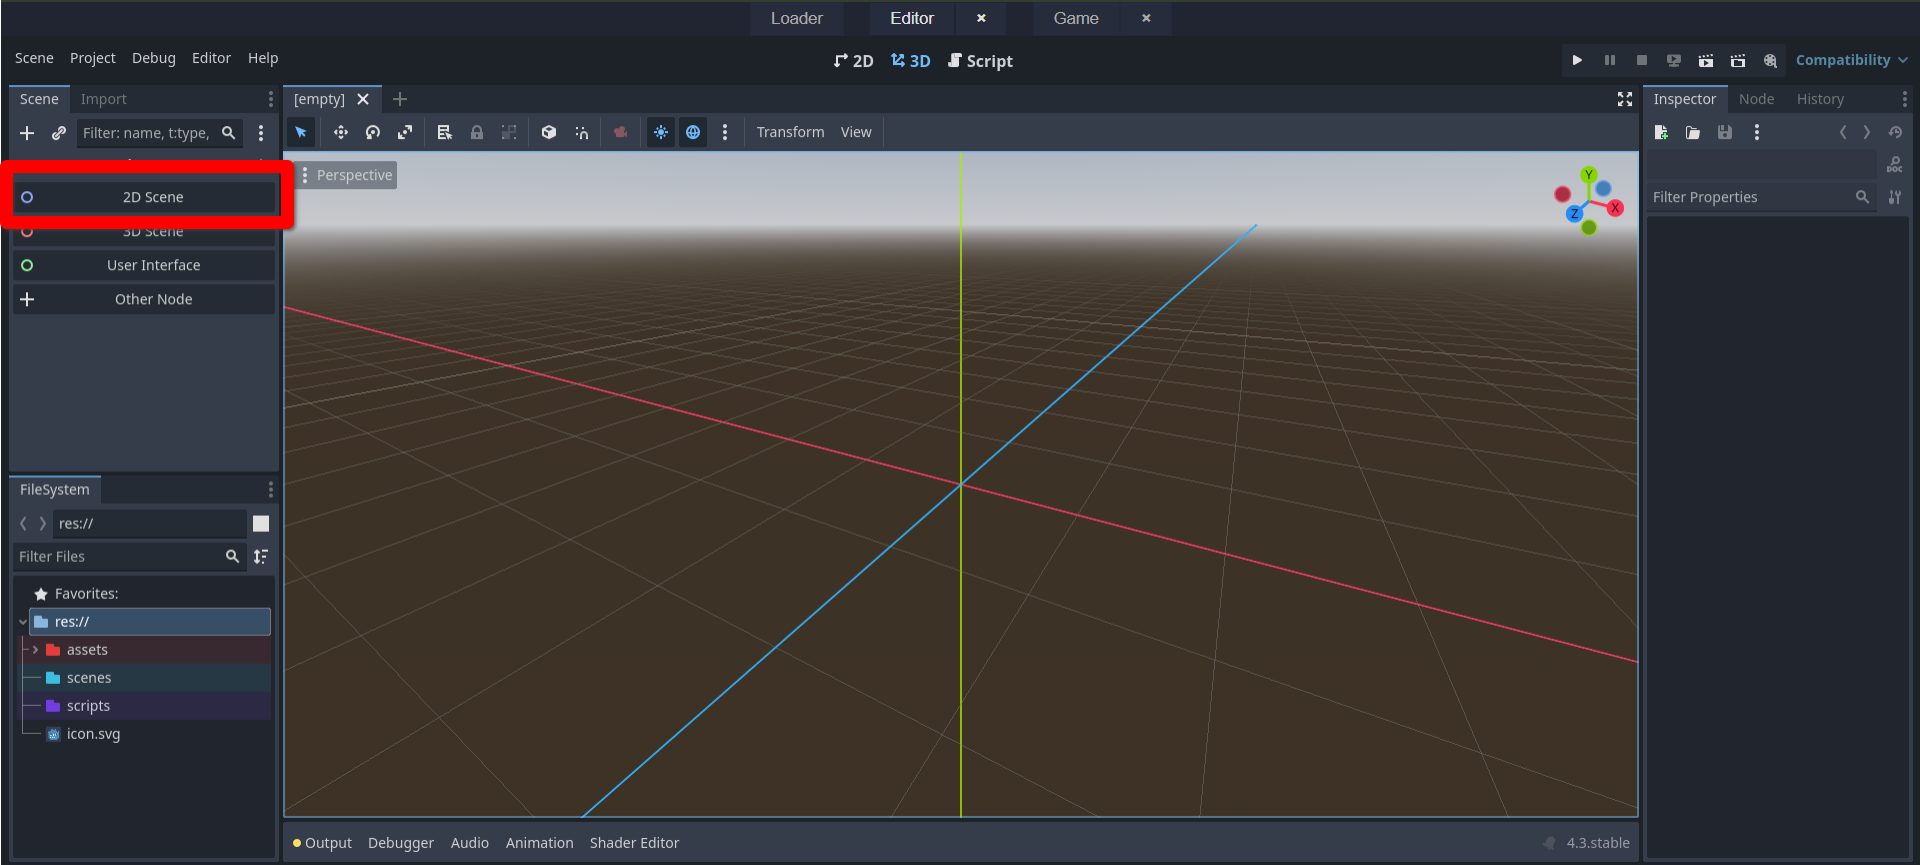 Loader Editor × Game ×
Scene Project Debug Editor Help
2D 3D Script
Compatibility
Scene Import
[empty]
Inspector Node History
Filter: name, t:type,
Transform View
Perspective
2D Scene
3D Scene
User Interface
Other Node
Y
X
Z
DOC
Filter Properties
FileSystem
res://
Filter Files
Favorites:
res://
assets
scenes
scripts
icon.svg
Output Debugger Audio Animation Shader Editor
4.3.stable